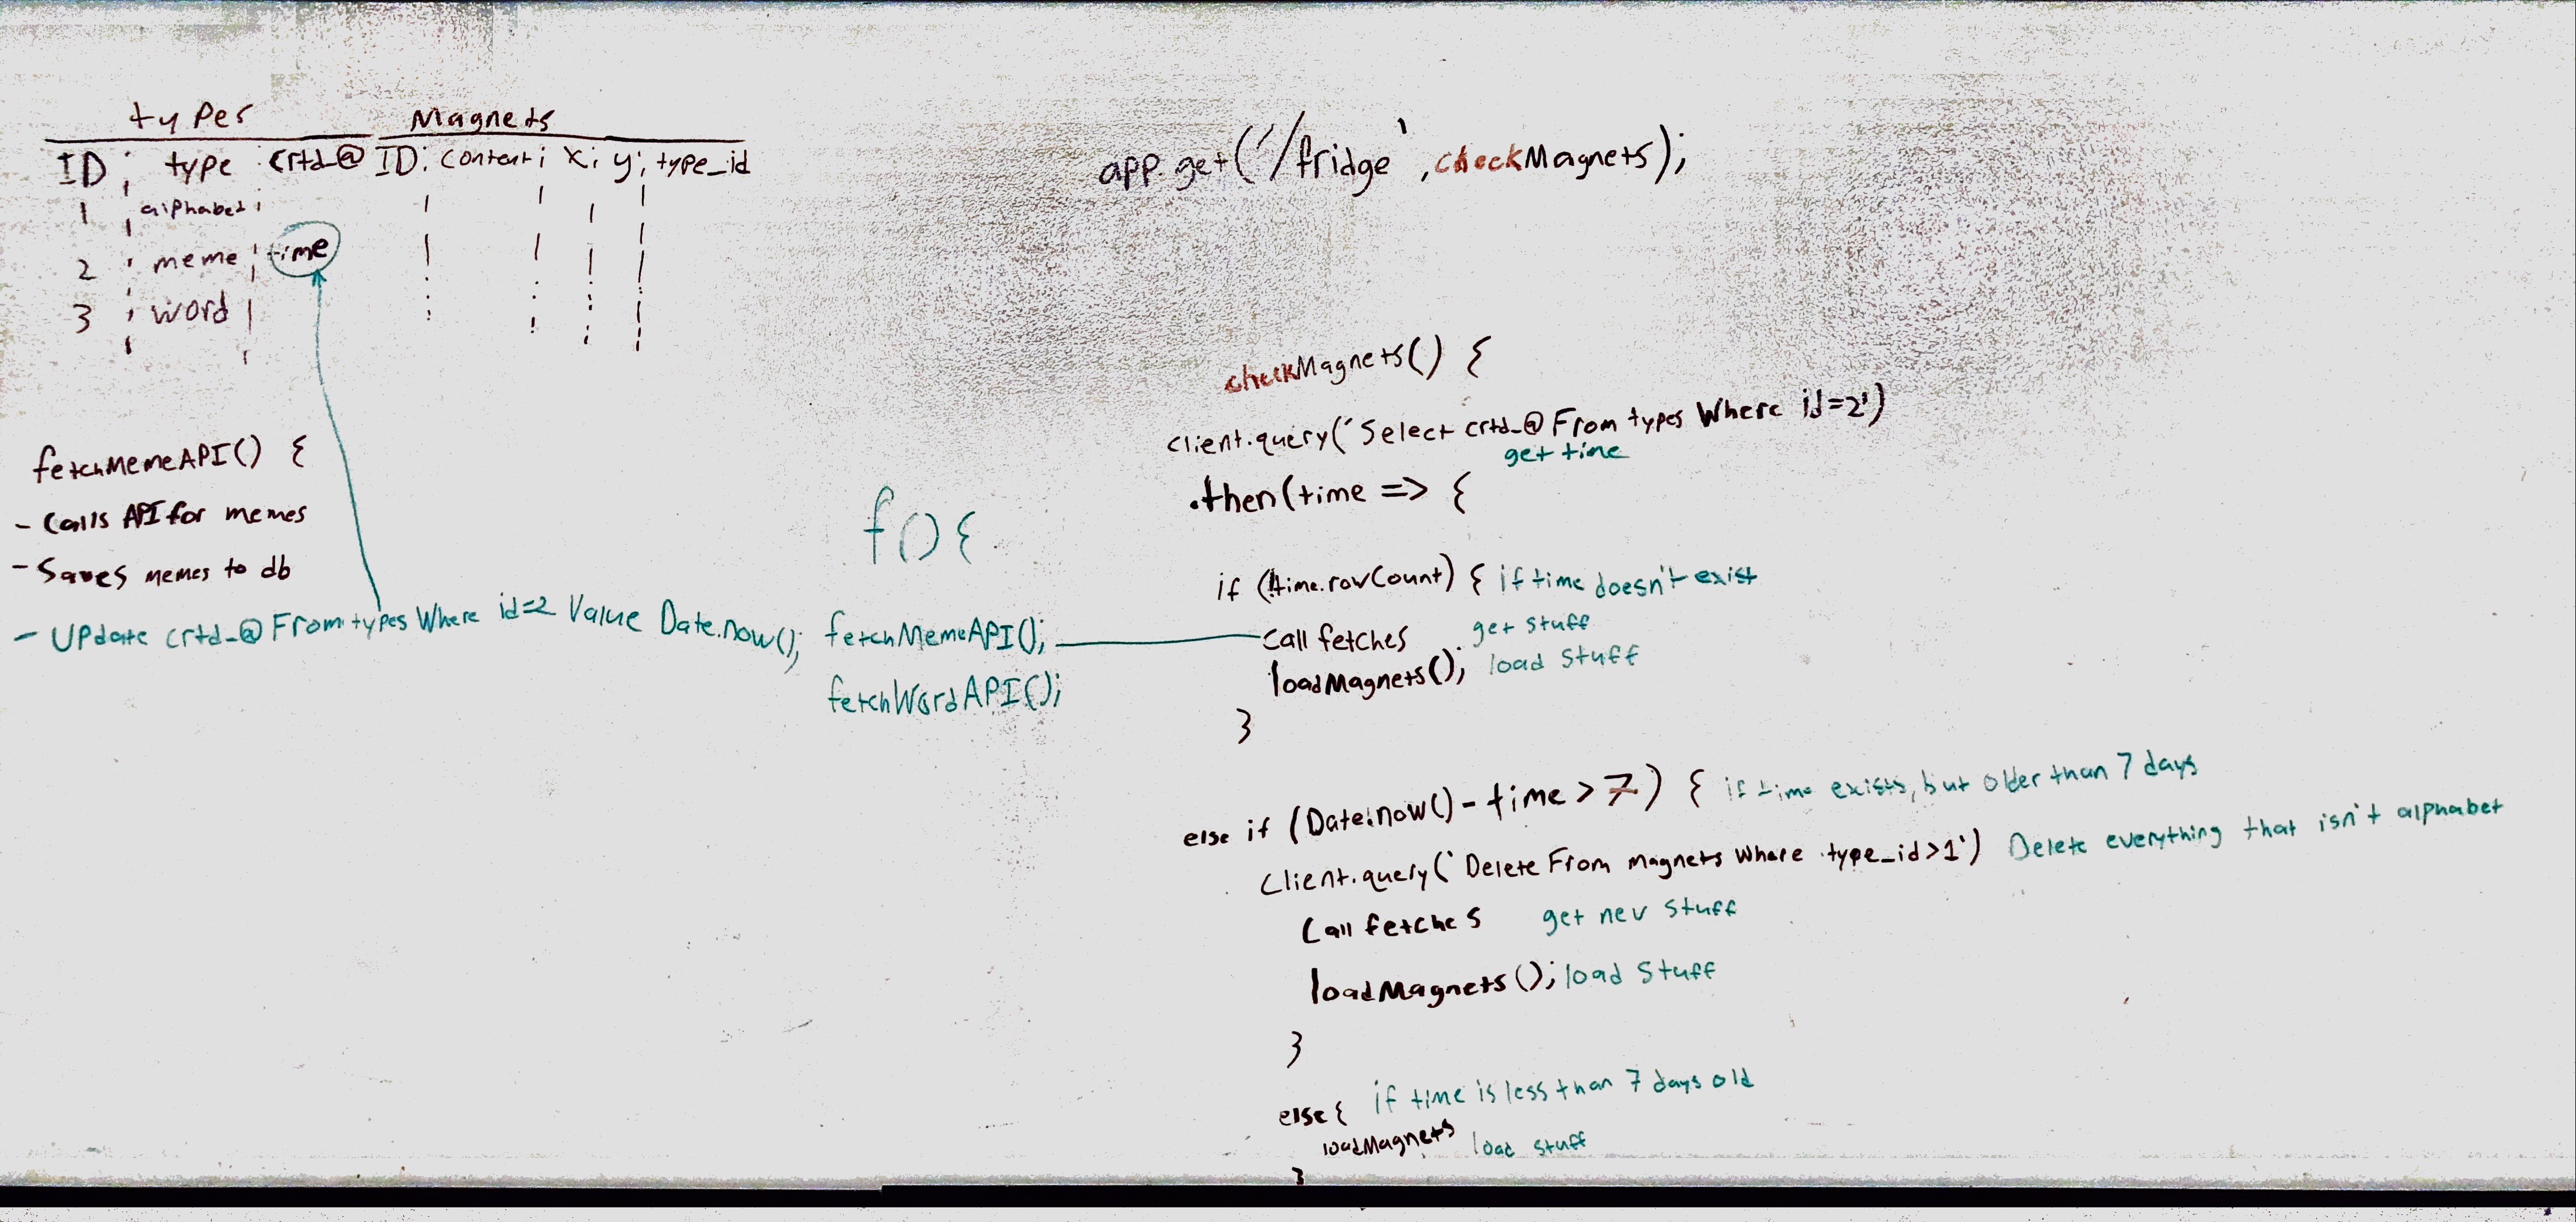 types
ID ; type ; crtd_@
1 ; alphabet ;
2 ; meme ; time
3 ; word ;
Magnets
ID; content; x; y; type_id
app.get('/fridge', checkMagnets);
fetchMemeAPI() {
- Calls API for memes
- Saves memes to db
- Update crtd_@ From types Where id=2 Value Date.now();
f() {
fetchMemeAPI();
fetchWordAPI();
checkMagnets() {
client.query('Select crtd_@ From types Where id=2')
get time
.then(time => {
if (!time.rowCount) { if time doesn't exist
call fetches get stuff
loadMagnets(); load stuff
}
else if (Date.now() - time > 7) { if time exists, but older than 7 days
client.query('Delete From magnets Where type_id>1') Delete everything that isn't alphabet
Call fetches get new stuff
loadMagnets(); load stuff
}
else { if time is less than 7 days old
loadMagnets load stuff
}